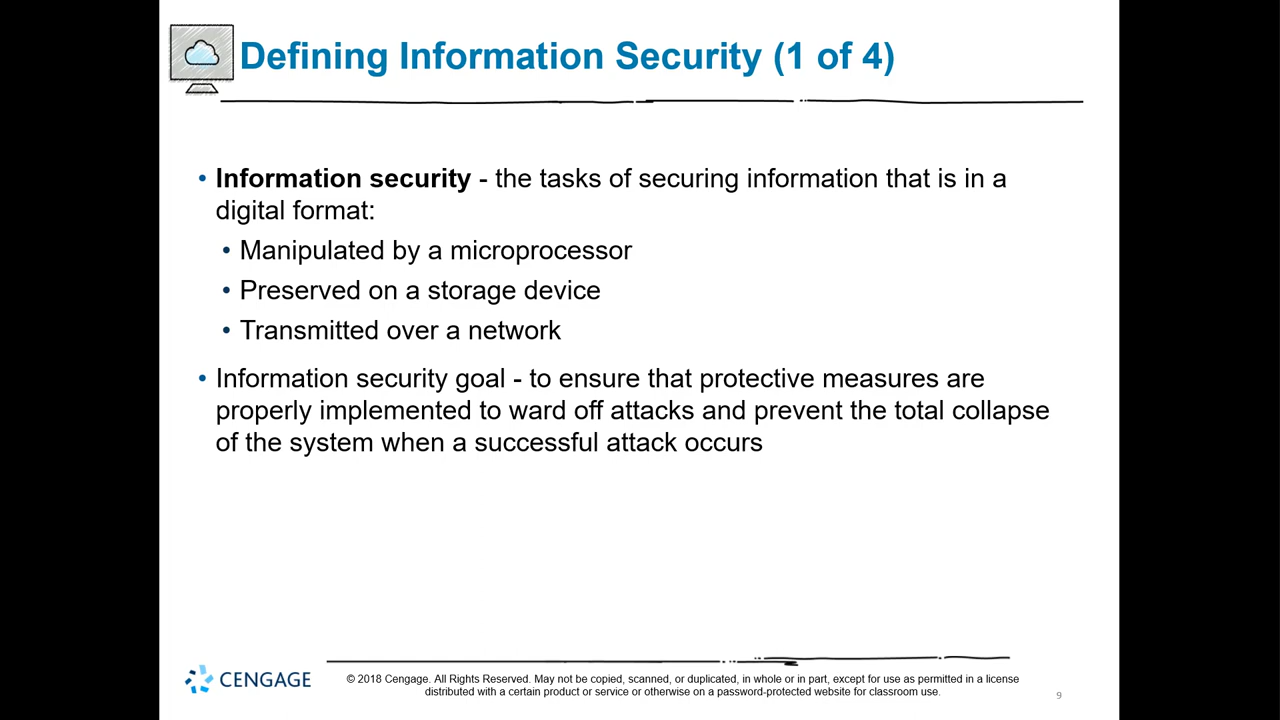 Defining Information Security (1 of 4)
• Information security - the tasks of securing information that is in a
digital format:
• Manipulated by a microprocessor
• Preserved on a storage device
• Transmitted over a network
• Information security goal - to ensure that protective measures are
properly implemented to ward off attacks and prevent the total collapse
of the system when a successful attack occurs
CENGAGE
© 2018 Cengage. All Rights Reserved. May not be copied, scanned, or duplicated, in whole or in part, except for use as permitted in a license
distributed with a certain product or service or otherwise on a password-protected website for classroom use.
9